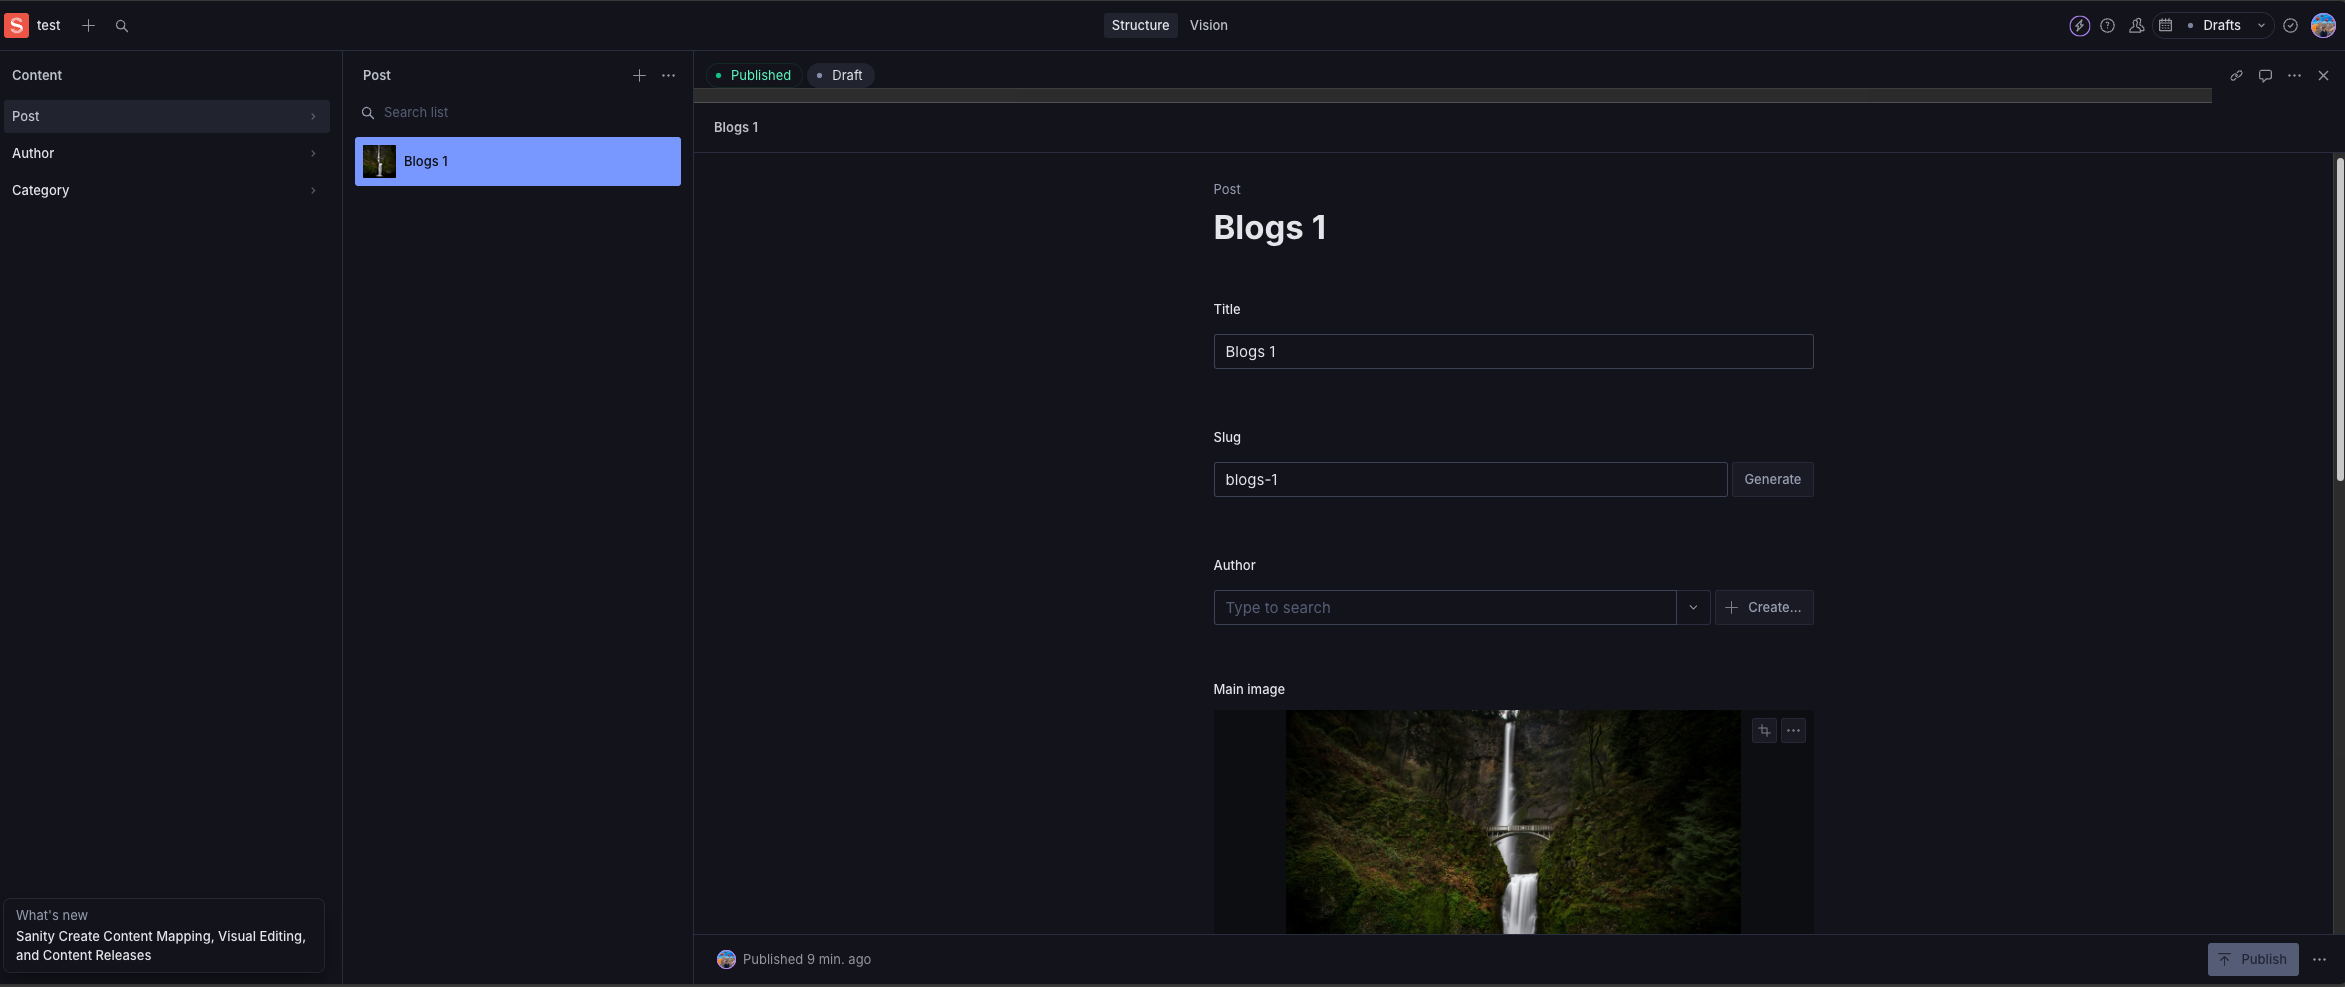 S test
Structure
Vision
Drafts
Content
Post
Author
Category
What's new
Sanity Create Content Mapping, Visual Editing,
and Content Releases
Post
Search list
Blogs 1
Published
Draft
Blogs 1
Post
Blogs 1
Title
Blogs 1
Slug
blogs-1
Generate
Author
Type to search
Create...
Main image
Published 9 min. ago
Publish